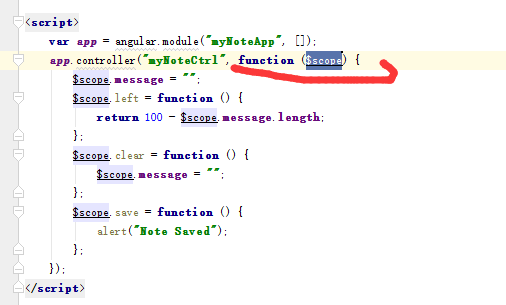 <script>
var app = angular.module("myNoteApp", []);
app.controller("myNoteCtrl", function ($scope) {
$scope.message = "";
$scope.left = function () {
return 100 - $scope.message.length;
};
$scope.clear = function () {
$scope.message = "";
};
$scope.save = function () {
alert("Note Saved");
};
});
</script>